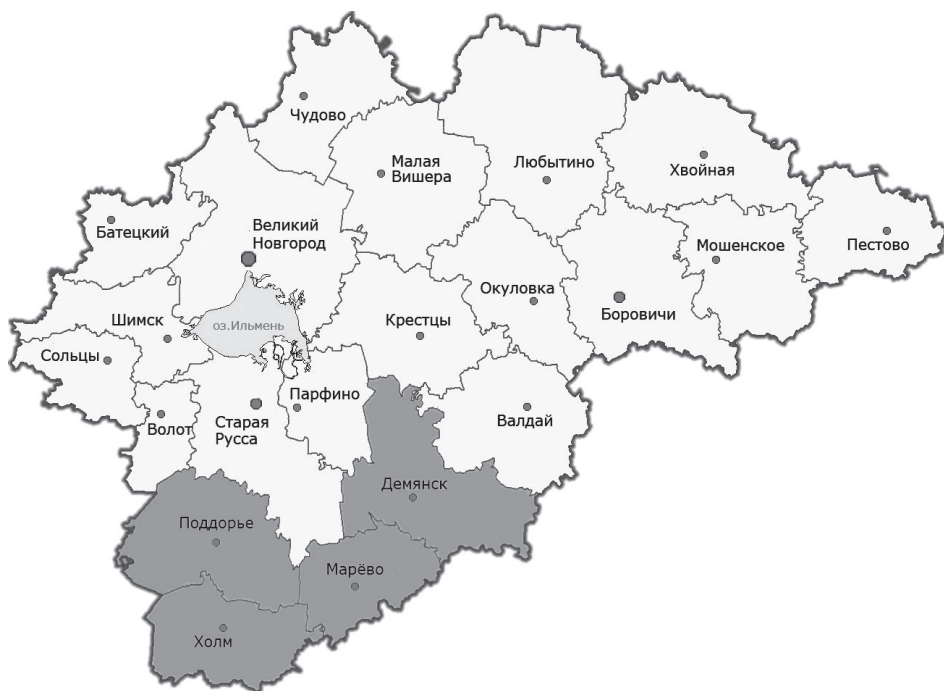 Чудово
Малая
Вишера
Любытино
Хвойная
Батецкий
Великий
Новгород
Мошенское
Пестово
Окуловка
Шимск
оз.Ильмень
Крестцы
Боровичи
Сольцы
Парфино
Волот
Старая
Русса
Валдай
Демянск
Поддорье
Марёво
Холм